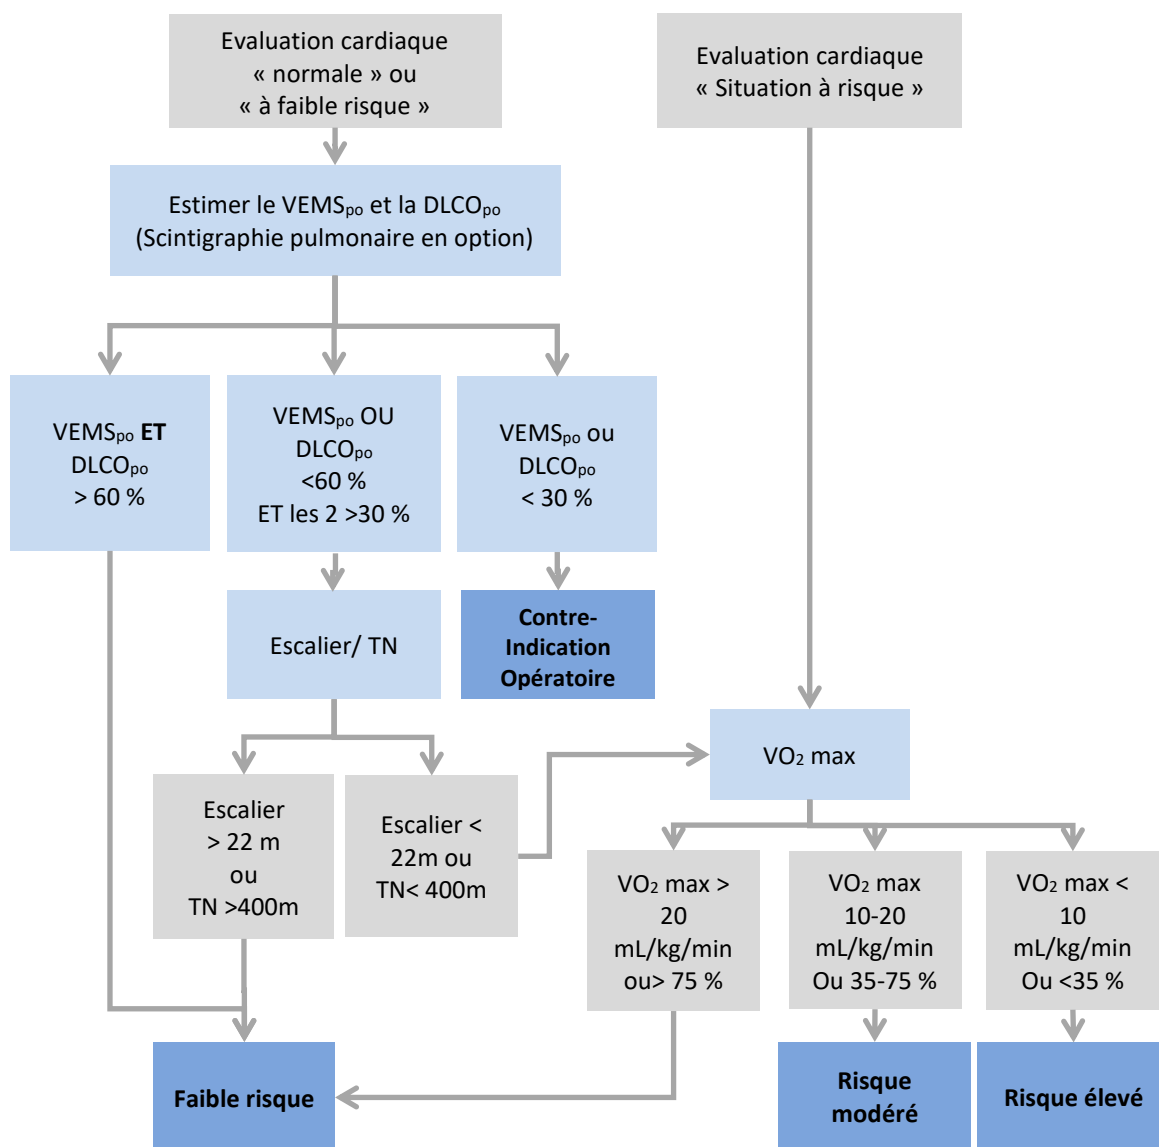 Evaluation cardiaque
« normale » ou
« à faible risque »
Evaluation cardiaque
« Situation à risque »
Estimer le VEMSpo et la DLCOpo
(Scintigraphie pulmonaire en option)
VEMSpo ET
DLCOpo
> 60 %
VEMSpo OU
DLCOpo
<60 %
ET les 2 >30 %
VEMSpo ou
DLCOpo
< 30 %
Escalier/ TN
Contre-
Indication
Opératoire
VO2 max
Escalier
> 22 m
ou
TN >400m
Escalier <
22m ou
TN< 400m
VO2 max >
20
mL/kg/min
ou> 75 %
VO2 max
10-20
mL/kg/min
Ou 35-75 %
VO2 max <
10
mL/kg/min
Ou <35 %
Faible risque
Risque
modéré
Risque élevé